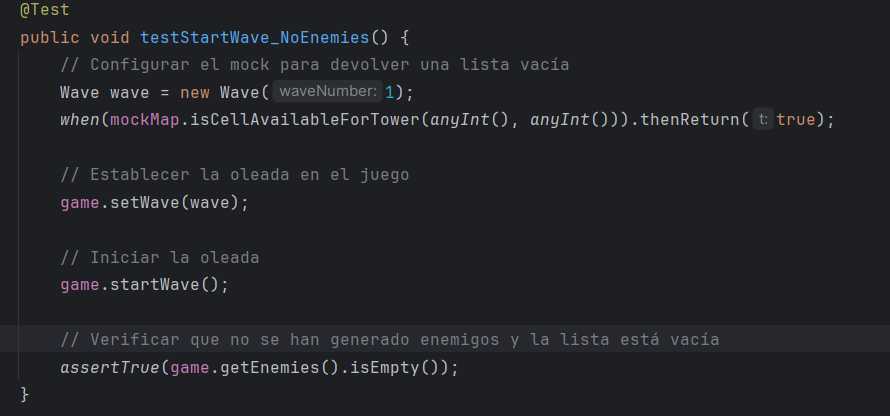 @Test
public void testStartWave_NoEnemies() {
// Configurar el mock para devolver una lista vacía
Wave wave = new Wave( waveNumber: 1);
when(mockMap.isCellAvailableForTower(anyInt(), anyInt())).thenReturn( t: true);
// Establecer la oleada en el juego
game.setWave(wave);
// Iniciar la oleada
game.startWave();
// Verificar que no se han generado enemigos y la lista está vacía
assertTrue(game.getEnemies().isEmpty());
}